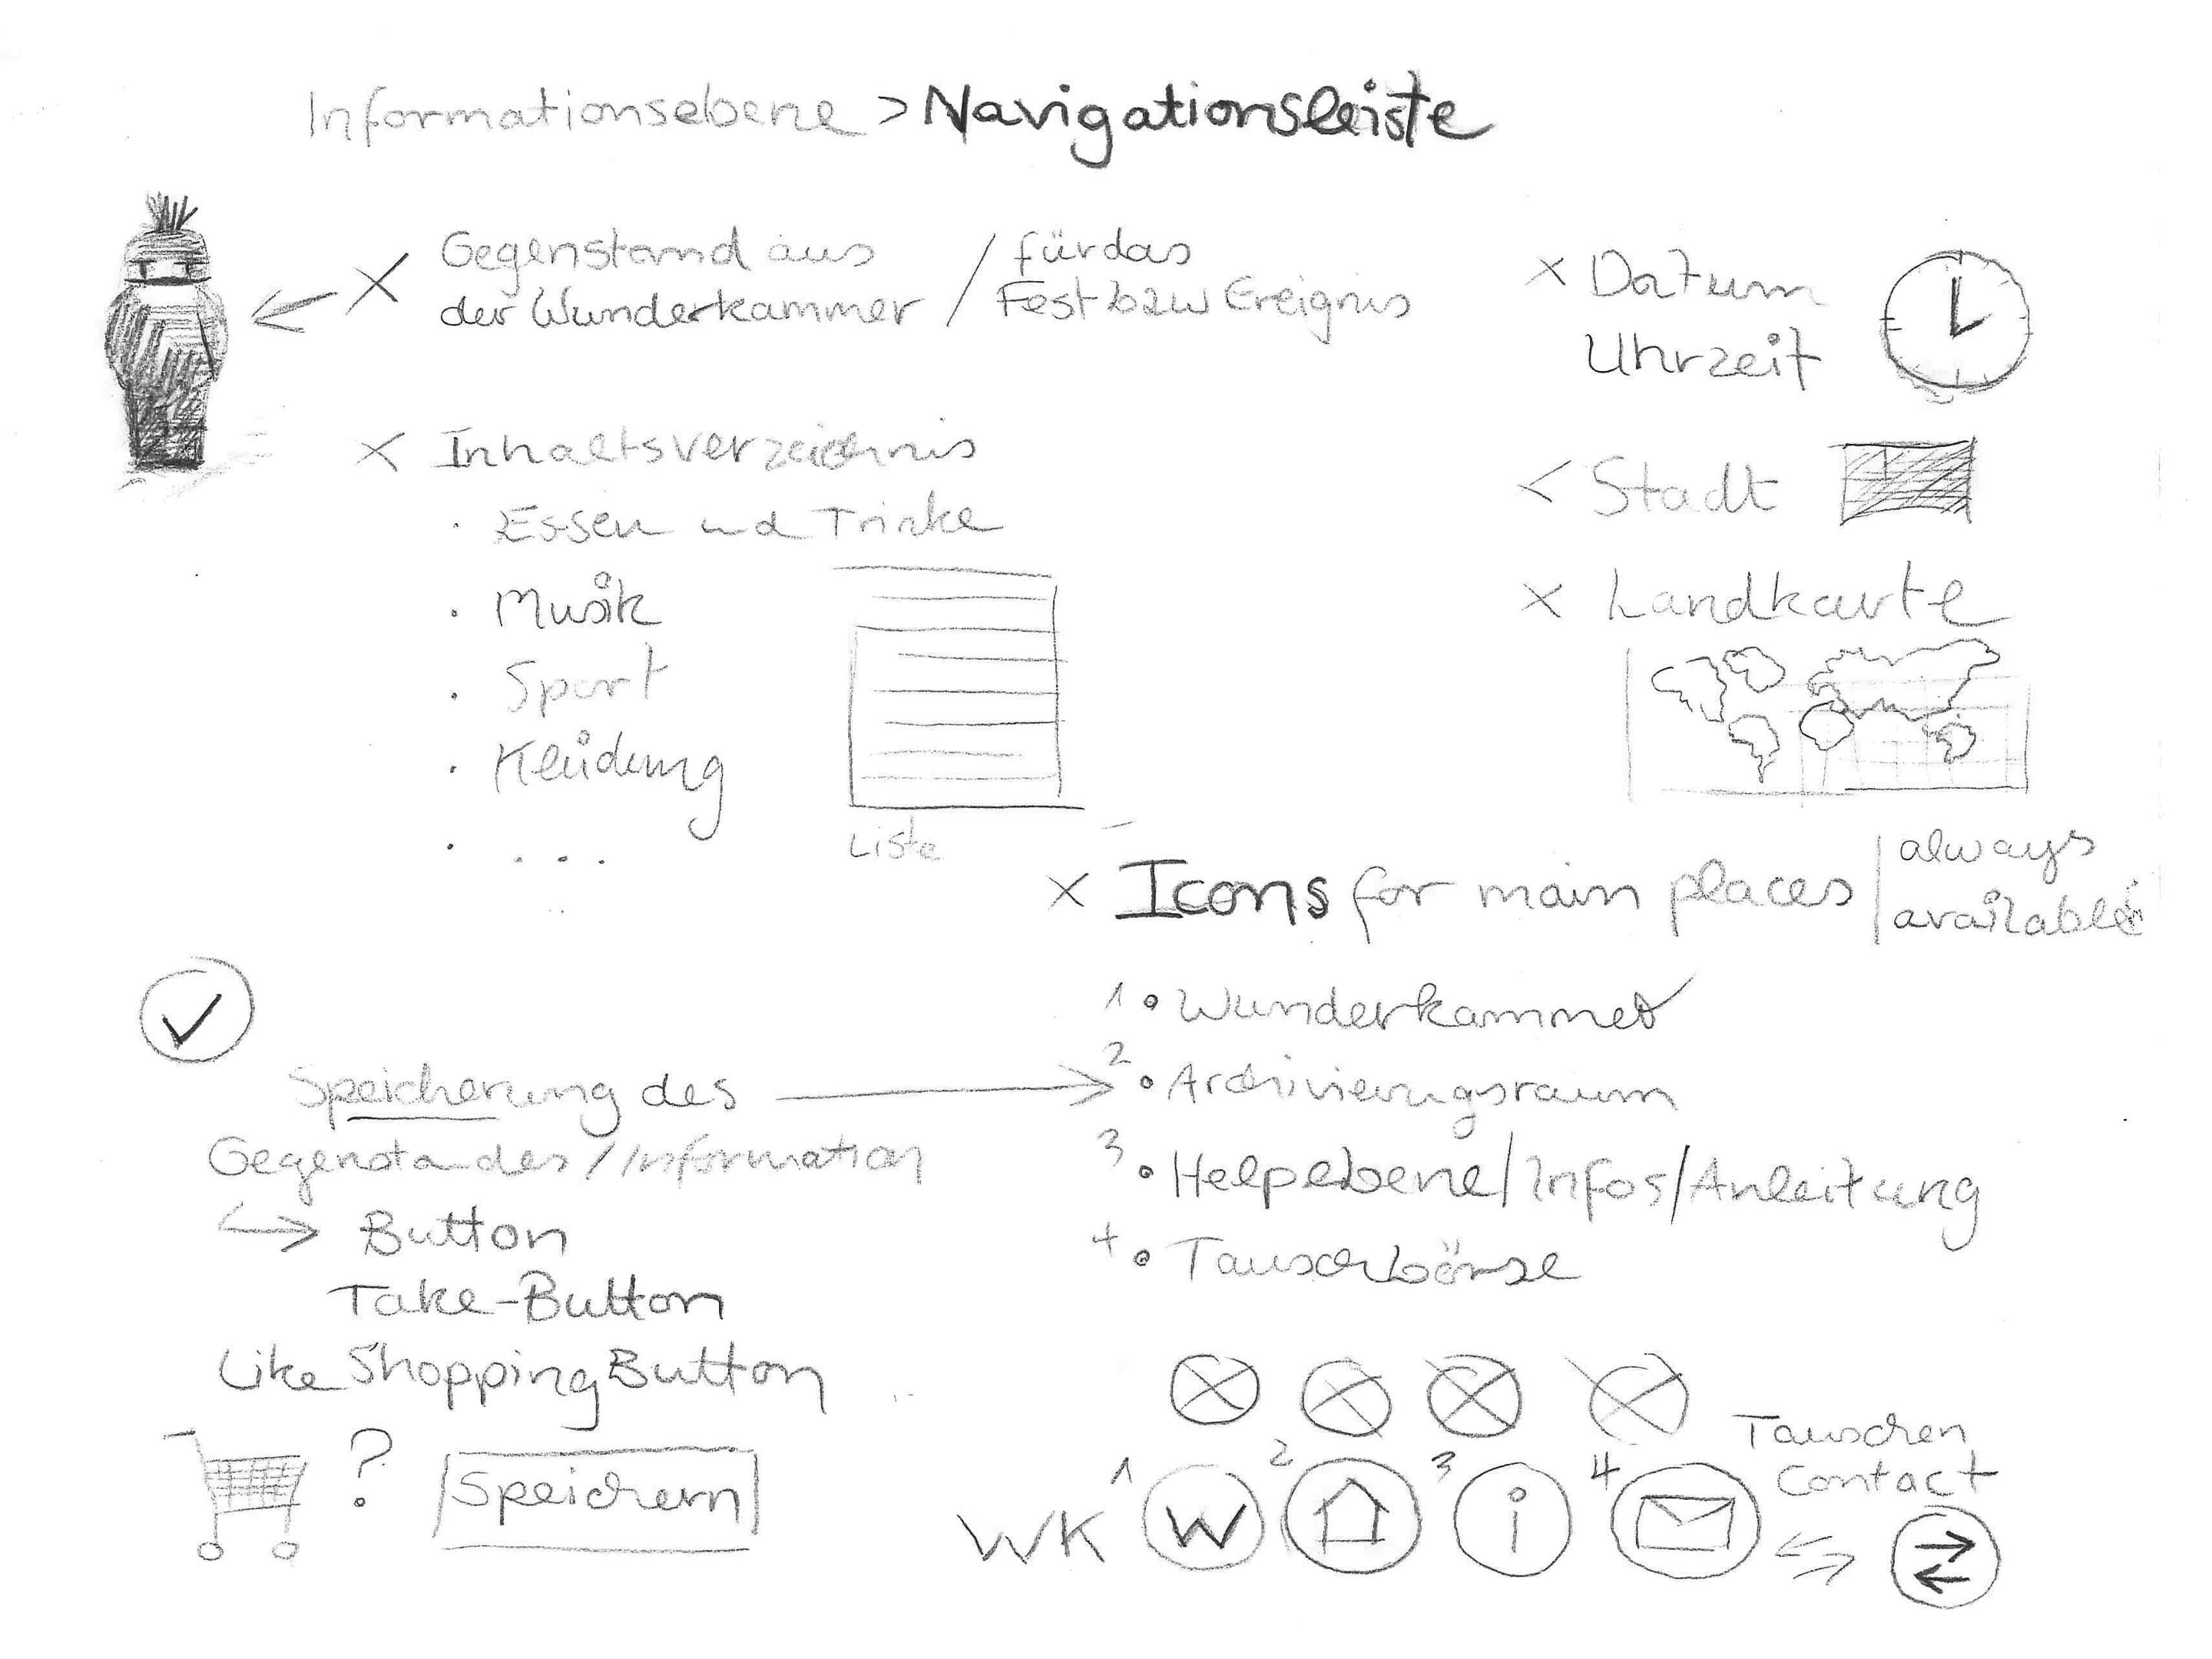 Informationsebene > Navigationsleiste
x Gegenstand aus
der Wunderkammer / für das
Fest bzw Ereignis
x Inhaltsverzeichnis
· Essen und Trinke
· Musik
· Sport
· Kleidung
· ...
Liste
x Datum
Uhrzeit
< Stadt
x Landkarte
x Icons for main places | always
available
1 • Wunderkammer
2 • Archivierungsraum
3 • Helpebene/Infos/Anleitung
4 • Tauschbörse
Speicherung des
Gegenstandes/Information
Button
Take-Button
Like Shopping Button
? Speichern
Tauschen
Contact
WK 1 W 2 3 i 4